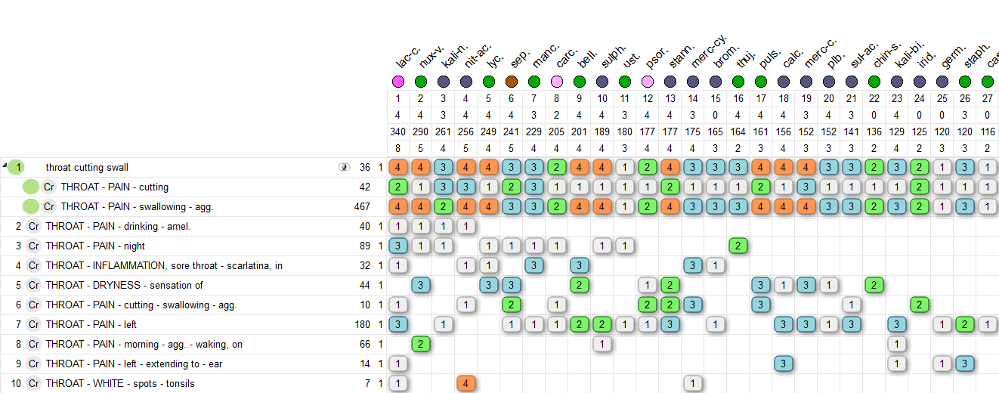 lac-c. nux-v. kali-n. nit-ac. lyc. sep. manc. carc. bell. sulph. ust. psor. stann. merc-cy. brom. thuj. puls. calc. merc-c. plb. sul-ac. chin-s. kali-bi. irid. germ. staph.
1 2 3 4 5 6 7 8 9 10 11 12 13 14 15 16 17 18 19 20 21 22 23 24 25 26 27
4 4 3 4 4 4 3 2 4 4 3 4 4 3 0 4 4 4 3 3 3 0 4 0 0 3 0
340 290 261 256 249 241 229 205 201 189 180 177 177 175 165 164 161 156 152 152 141 136 129 125 120 120 116
8 5 4 5 4 5 4 4 4 4 3 4 4 4 3 2 3 4 3 3 3 2 4 2 3 3 2
1 throat cutting swall 36 1 4 4 3 4 4 3 3 2 4 4 1 2 4 3 3 3 4 4 4 3 3 2 3 2 1 3 1
Cr THROAT - PAIN - cutting 42 2 1 3 3 1 2 3 1 1 1 1 1 2 1 1 1 2 1 3 1 1 1 1 2 1 1 1
Cr THROAT - PAIN - swallowing - agg. 467 4 4 2 4 4 3 3 2 4 4 1 2 4 3 3 3 4 4 4 3 3 2 3 2 1 3 1
2 Cr THROAT - PAIN - drinking - amel. 40 1 1 1 1 1
3 Cr THROAT - PAIN - night 89 1 3 1 1 1 1 1 1 1 1 2
4 Cr THROAT - INFLAMMATION, sore throat - scarlatina, in 32 1 1 1 1 3 3 3 1
5 Cr THROAT - DRYNESS - sensation of 44 1 3 3 3 2 1 2 3 1 3 1 2
6 Cr THROAT - PAIN - cutting - swallowing - agg. 10 1 1 1 2 1 2 2 3 3 1 2
7 Cr THROAT - PAIN - left 180 1 3 1 1 1 1 2 2 1 1 3 1 3 3 1 3 3 1 2 1
8 Cr THROAT - PAIN - morning - agg. - waking, on 66 1 2 1 1
9 Cr THROAT - PAIN - left - extending to - ear 14 1 1 3 1 1 3
10 Cr THROAT - WHITE - spots - tonsils 7 1 1 4 1